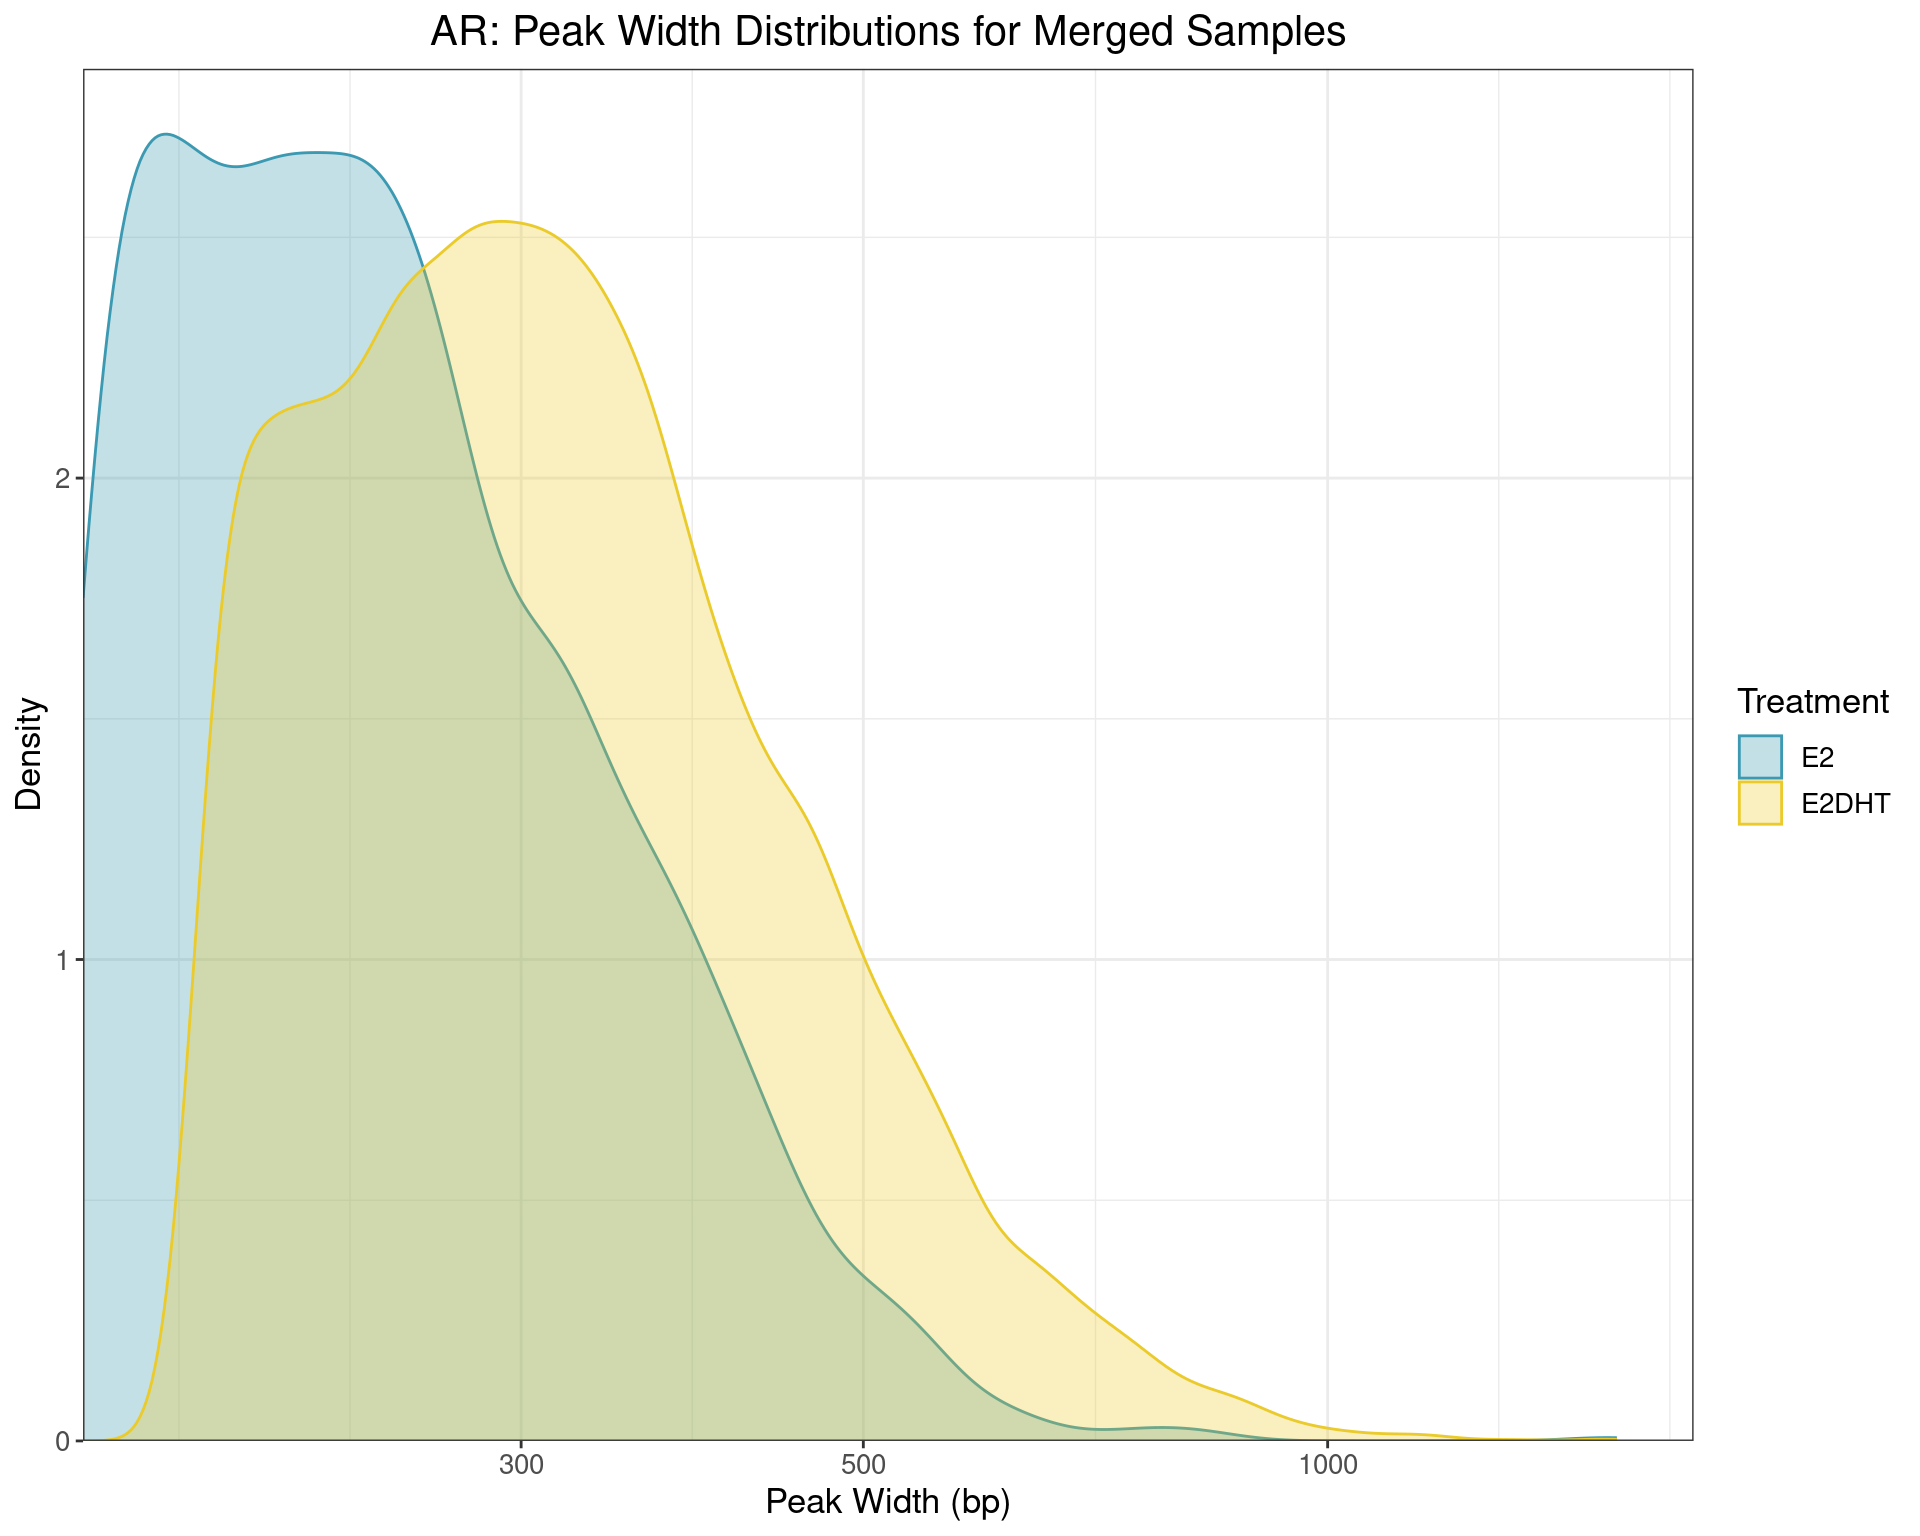 AR: Peak Width Distributions for Merged Samples
Density
2
1
0
300 500 1000
Peak Width (bp)
Treatment
E2
E2DHT